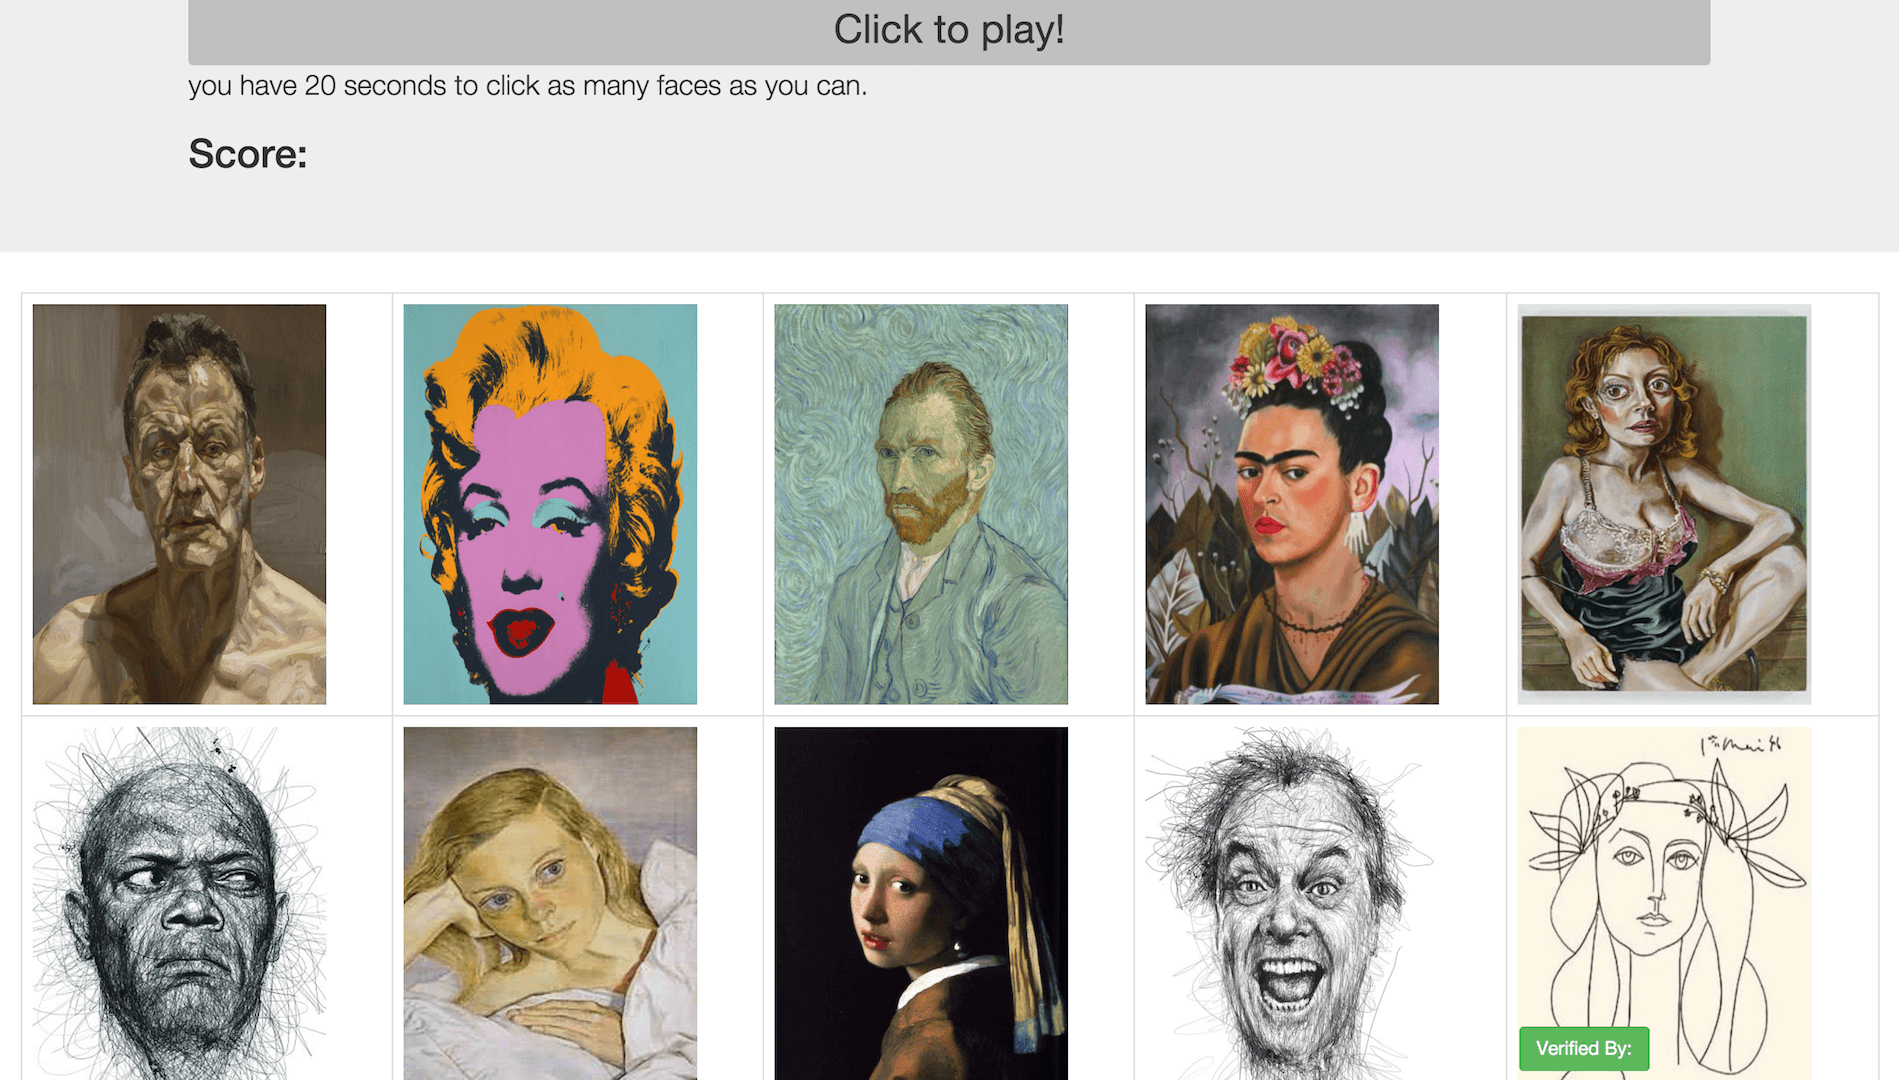 Click to play!
you have 20 seconds to click as many faces as you can.
Score:
Verified By: